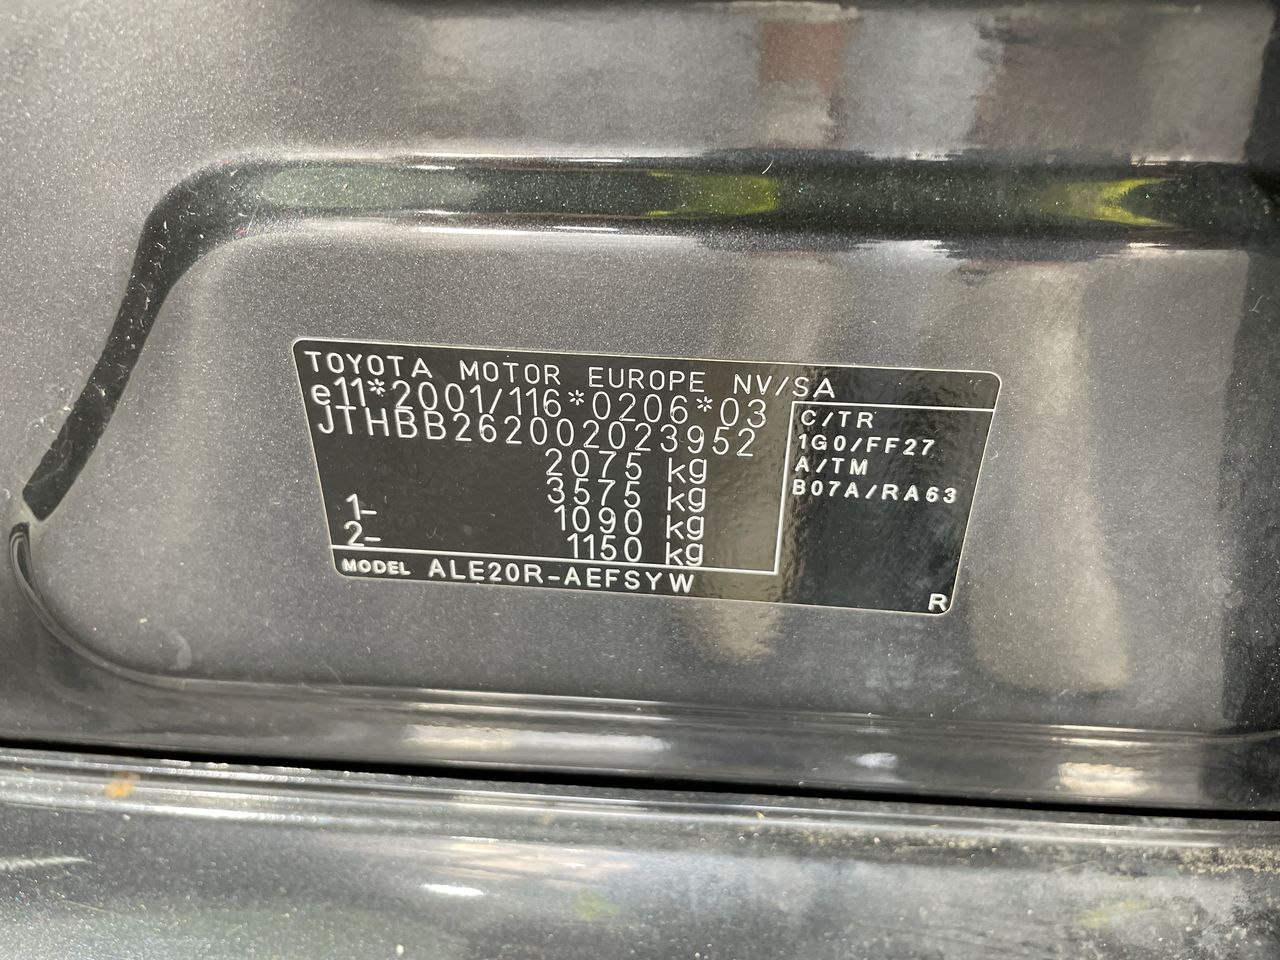 TOYOTA MOTOR EUROPE NV/SA
e11*2001/116*0206*03
JTHBB262002023952
2075 kg
3575 kg
1- 1090 kg
2- 1150 kg
MODEL ALE20R-AEFSYW
C/TR
1G0/FF27
A/TM
B07A/RA63
R